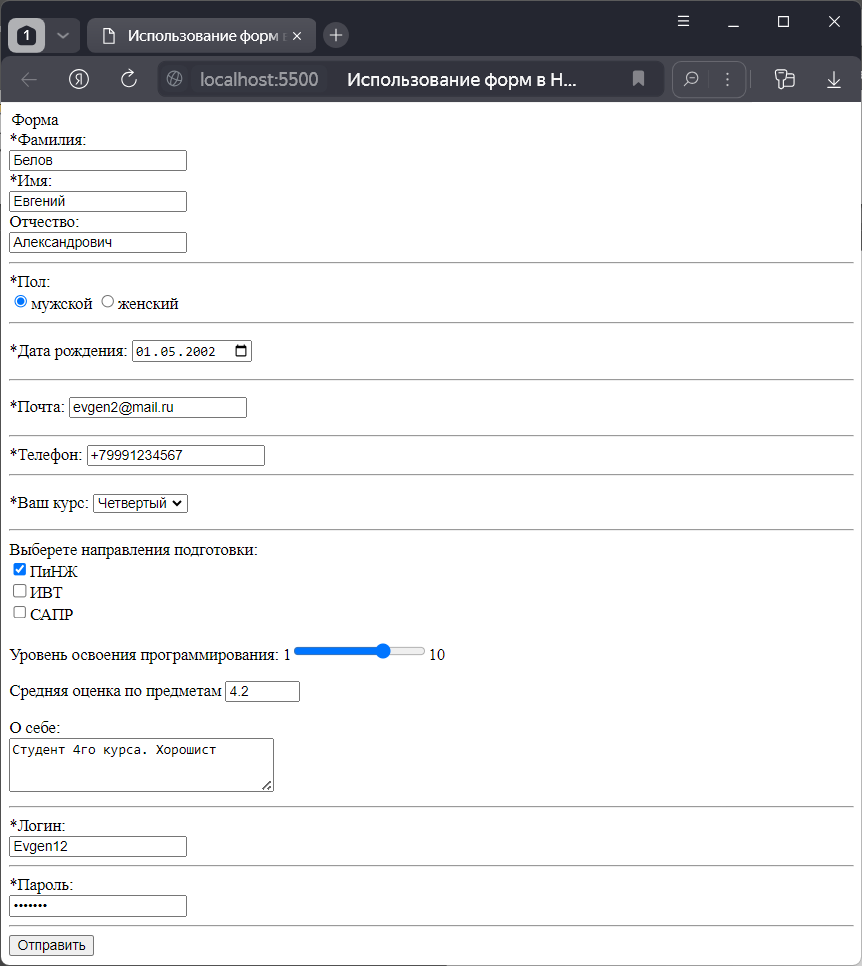 1
Использование форм в
localhost:5500 Использование форм в H...
Форма
*Фамилия:
Белов
*Имя:
Евгений
Отчество:
Александрович
*Пол:
мужской женский
*Дата рождения: 01.05.2002
*Почта: evgen2@mail.ru
*Телефон: +79991234567
*Ваш курс: Четвертый
Выберете направления подготовки:
ПиНЖ
ИВТ
САПР
Уровень освоения программирования: 1 10
Средняя оценка по предметам 4.2
О себе:
Студент 4го курса. Хорошист
*Логин:
Evgen12
*Пароль:
•••••••
Отправить